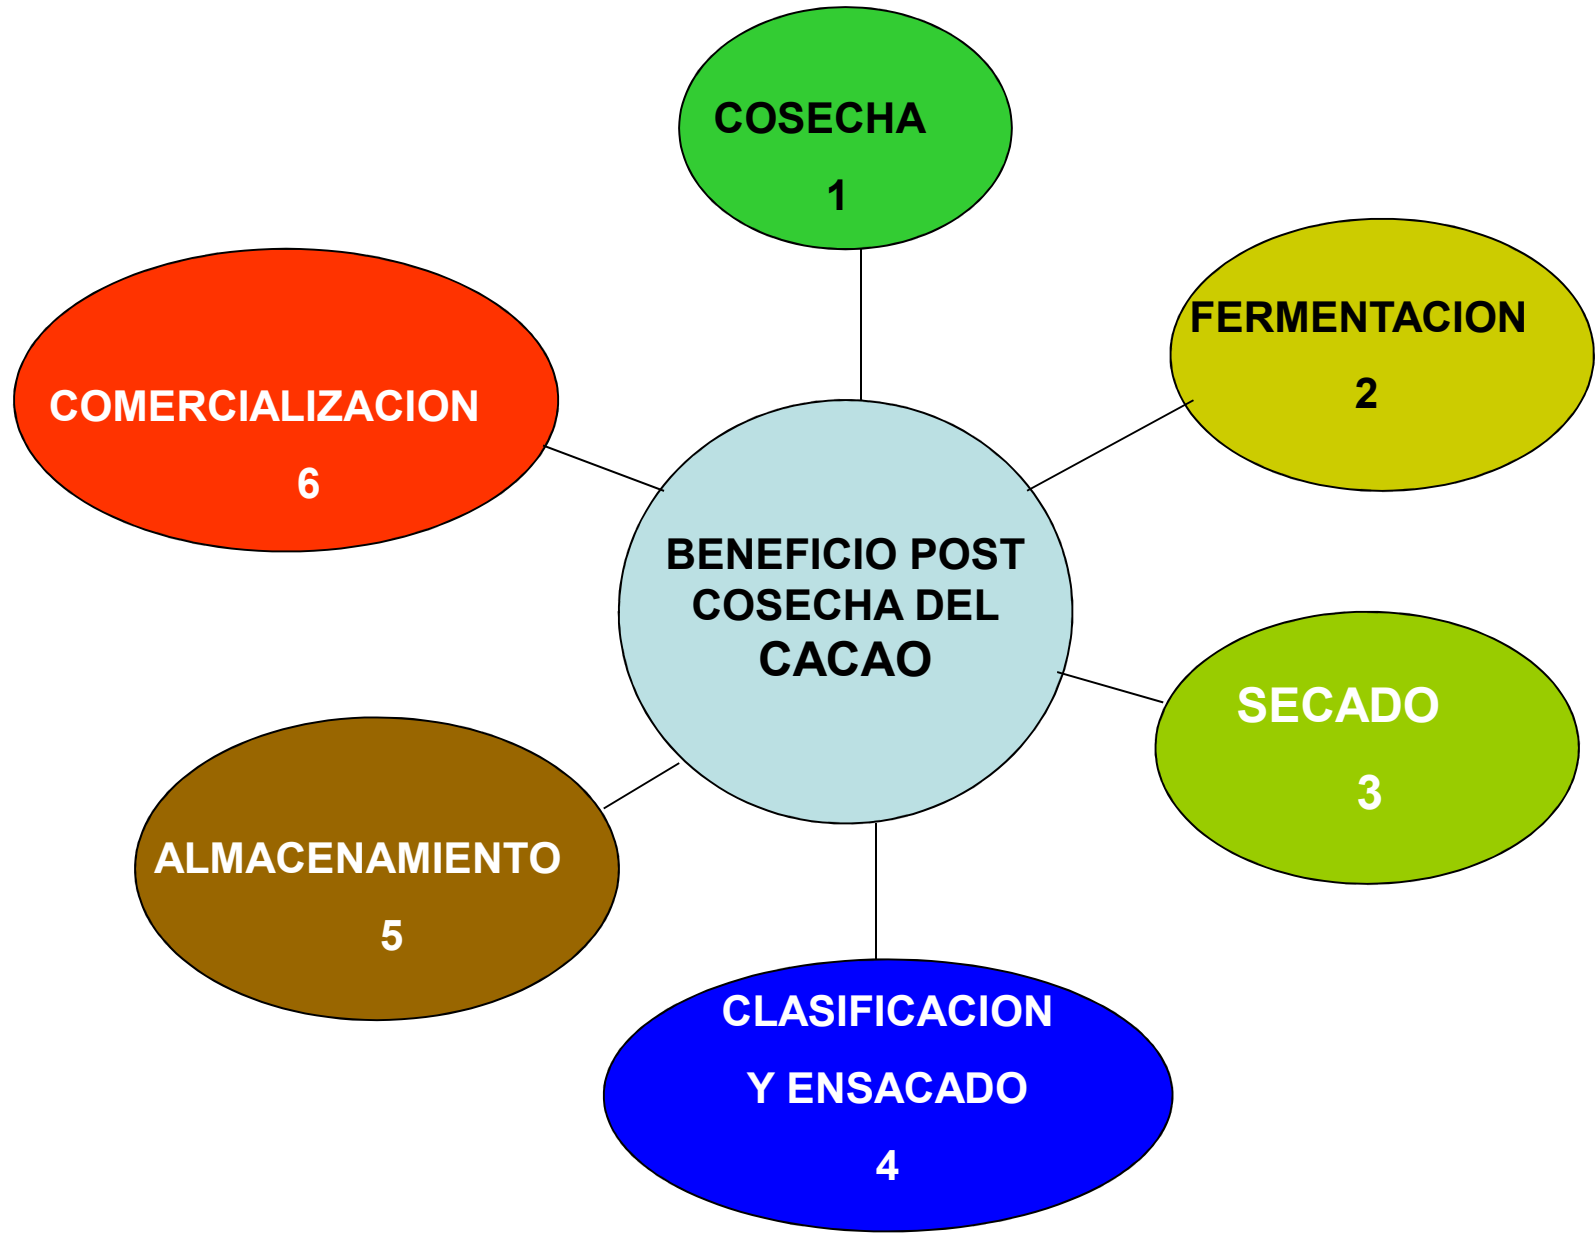 COSECHA
1
FERMENTACION
2
COMERCIALIZACION
6
BENEFICIO POST
COSECHA DEL
CACAO
SECADO
3
ALMACENAMIENTO
5
CLASIFICACION
Y ENSACADO
4